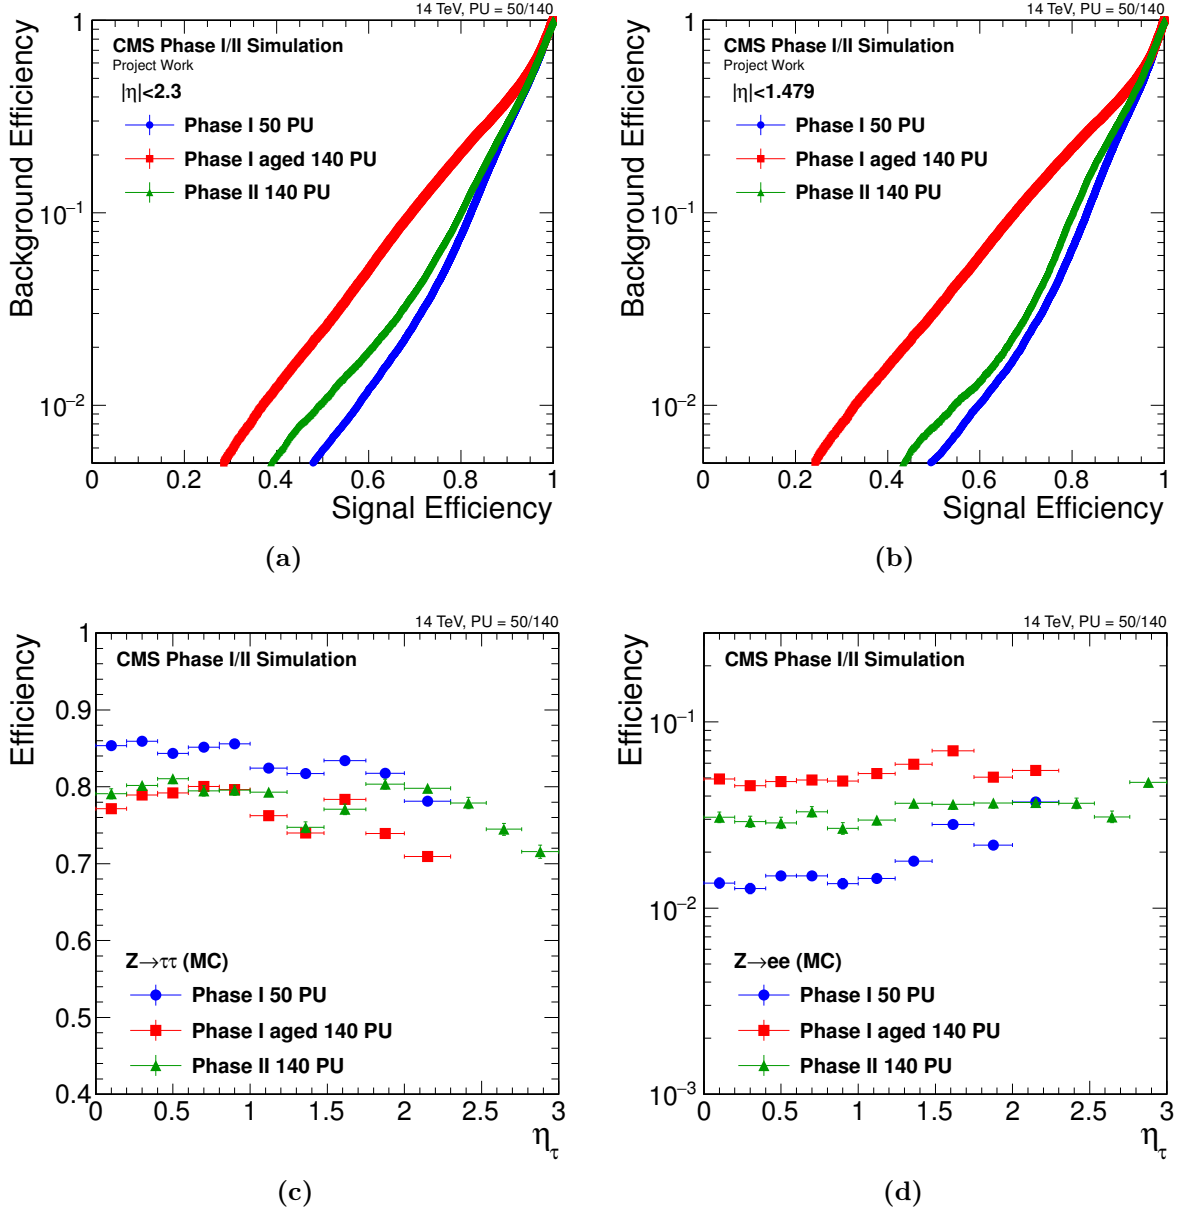 14 TeV, PU = 50/140
CMS Phase I/II Simulation
Project Work
|η|<2.3
Phase I 50 PU
Phase I aged 140 PU
Phase II 140 PU
Background Efficiency
1
10⁻¹
10⁻²
0 0.2 0.4 0.6 0.8 1
Signal Efficiency
(a)
14 TeV, PU = 50/140
CMS Phase I/II Simulation
Project Work
|η|<1.479
Phase I 50 PU
Phase I aged 140 PU
Phase II 140 PU
Background Efficiency
1
10⁻¹
10⁻²
0 0.2 0.4 0.6 0.8 1
Signal Efficiency
(b)
14 TeV, PU = 50/140
CMS Phase I/II Simulation
Efficiency
1
0.9
0.8
0.7
0.6
0.5
0.4
Z→ττ (MC)
Phase I 50 PU
Phase I aged 140 PU
Phase II 140 PU
0 0.5 1 1.5 2 2.5 3
η_τ
(c)
14 TeV, PU = 50/140
CMS Phase I/II Simulation
Efficiency
10⁻¹
10⁻²
10⁻³
Z→ee (MC)
Phase I 50 PU
Phase I aged 140 PU
Phase II 140 PU
0 0.5 1 1.5 2 2.5 3
η_τ
(d)